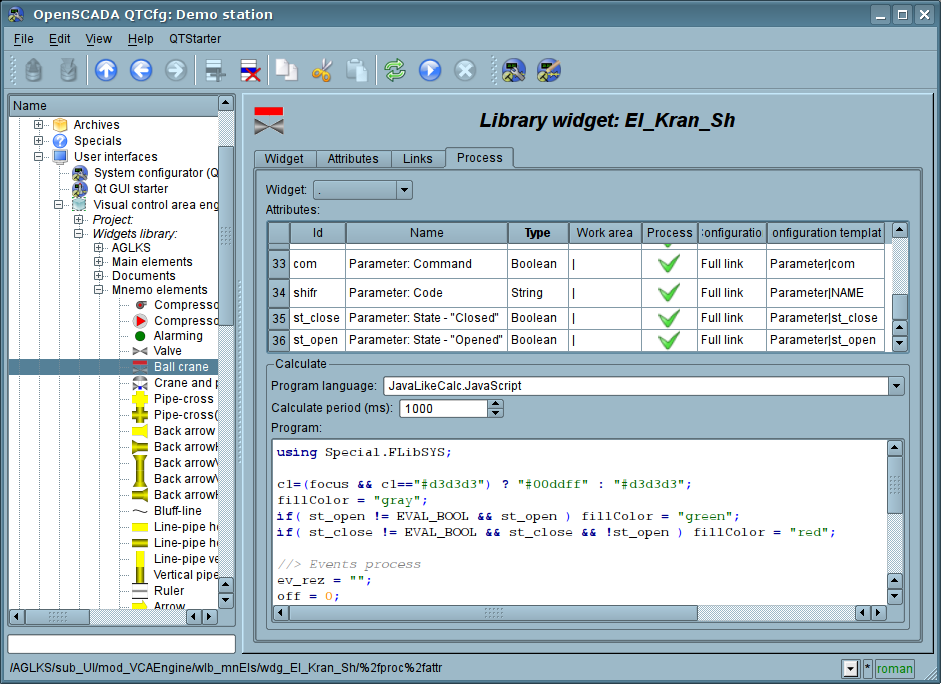 OpenSCADA QTCfg: Demo station
File Edit View Help QTStarter
Name
Archives
Specials
User interfaces
System configurator (Q
Qt GUI starter
Visual control area eng
Project:
Widgets library:
AGLKS
Main elements
Documents
Mnemo elements
Compresso
Compresso
Alarming
Valve
Ball crane
Crane and p
Pipe-cross
Pipe-cross(
Back arrow
Back arrowH
Back arrowV
Back arrowV
Back arrowH
Bluff-line
Line-pipe ho
Line-pipe ho
Line-pipe ve
Vertical pipe
Ruler
Arrow
/AGLKS/sub_UI/mod_VCAEngine/wlb_mnEls/wdg_El_Kran_Sh/%2fproc%2fattr
Library widget: El_Kran_Sh
Widget Attributes Links Process
Widget: .
Attributes:
Id Name Type Work area Process :onfiguratio onfiguration templat
33 com Parameter: Command Boolean | Full link Parameter|com
34 shifr Parameter: Code String | Full link Parameter|NAME
35 st_close Parameter: State - "Closed" Boolean | Full link Parameter|st_close
36 st_open Parameter: State - "Opened" Boolean | Full link Parameter|st_open
Calculate
Program language: JavaLikeCalc.JavaScript
Calculate period (ms): 1000
Program:
using Special.FLibSYS;
cl=(focus && cl=="#d3d3d3") ? "#00ddff" : "#d3d3d3";
fillColor = "gray";
if( st_open != EVAL_BOOL && st_open ) fillColor = "green";
if( st_close != EVAL_BOOL && st_close && !st_open ) fillColor = "red";
//> Events process
ev_rez = "";
off = 0;
* roman